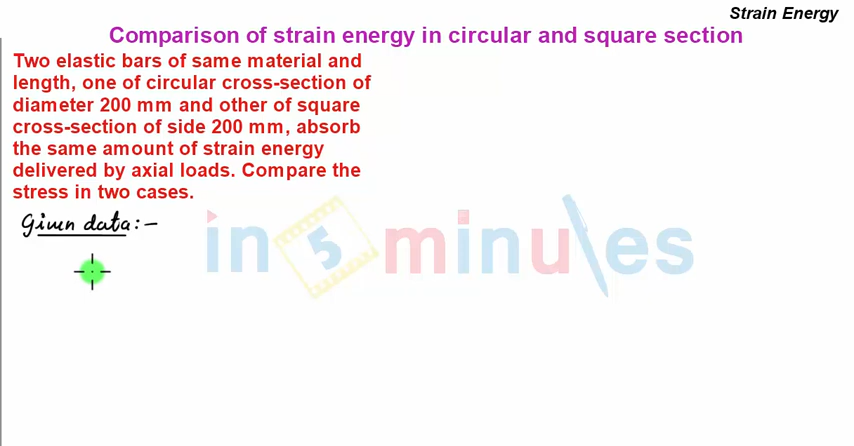 Strain Energy
Comparison of strain energy in circular and square section
Two elastic bars of same material and
length, one of circular cross-section of
diameter 200 mm and other of square
cross-section of side 200 mm, absorb
the same amount of strain energy
delivered by axial loads. Compare the
stress in two cases.
Given data:-
in 5 minutes